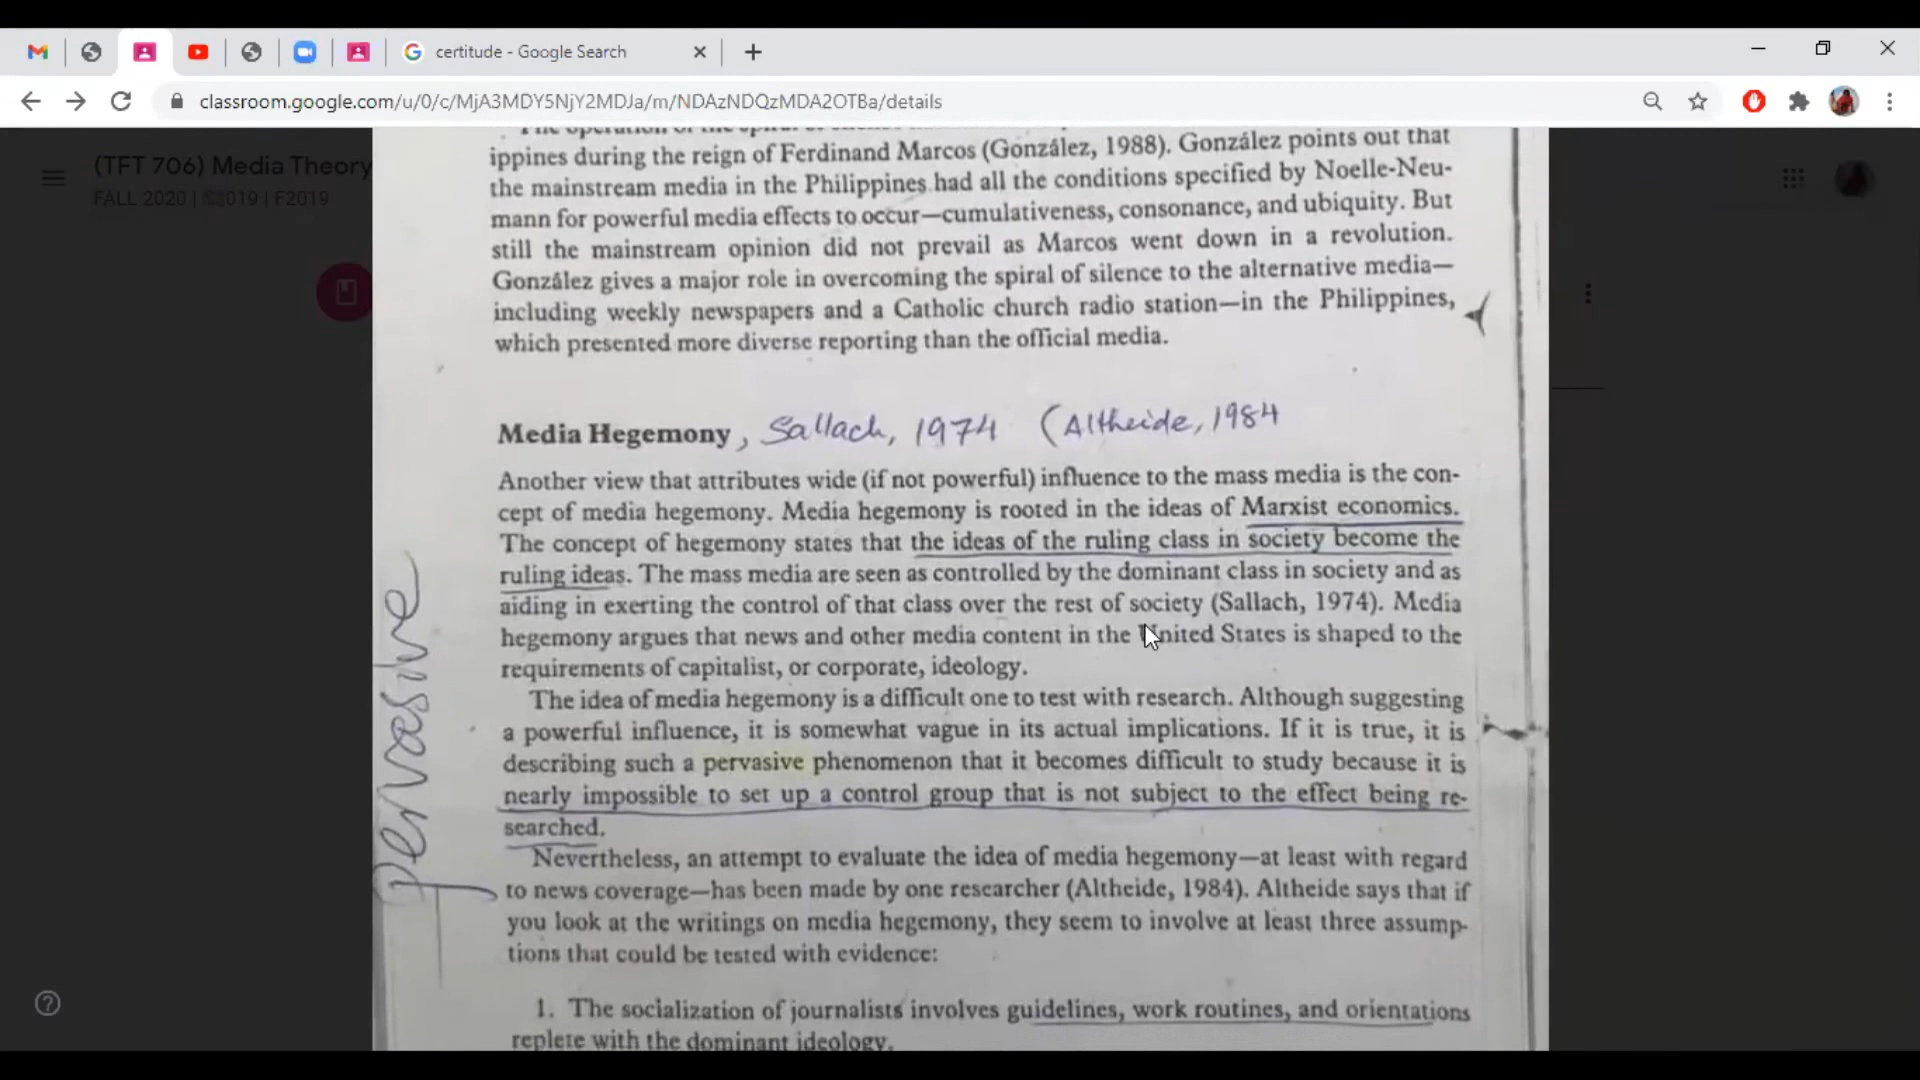 certitude - Google Search
classroom.google.com/u/0/c/MjA3MDY5NjY2MDJa/m/NDAzNDQzMDA2OTBa/details
(TFT 706) Media Theory
FALL 2020 | 019 | F2019
The operation of the spiral of silence
ippines during the reign of Ferdinand Marcos (González, 1988). González points out that
the mainstream media in the Philippines had all the conditions specified by Noelle-Neu-
mann for powerful media effects to occur—cumulativeness, consonance, and ubiquity. But
still the mainstream opinion did not prevail as Marcos went down in a revolution.
González gives a major role in overcoming the spiral of silence to the alternative media—
including weekly newspapers and a Catholic church radio station—in the Philippines,
which presented more diverse reporting than the official media.
Media Hegemony, Sallach, 1974 (Altheide, 1984
Another view that attributes wide (if not powerful) influence to the mass media is the con-
cept of media hegemony. Media hegemony is rooted in the ideas of Marxist economics.
The concept of hegemony states that the ideas of the ruling class in society become the
ruling ideas. The mass media are seen as controlled by the dominant class in society and as
aiding in exerting the control of that class over the rest of society (Sallach, 1974). Media
hegemony argues that news and other media content in the United States is shaped to the
requirements of capitalist, or corporate, ideology.
The idea of media hegemony is a difficult one to test with research. Although suggesting
a powerful influence, it is somewhat vague in its actual implications. If it is true, it is
describing such a pervasive phenomenon that it becomes difficult to study because it is
nearly impossible to set up a control group that is not subject to the effect being re-
searched.
Pervasive
Nevertheless, an attempt to evaluate the idea of media hegemony—at least with regard
to news coverage—has been made by one researcher (Altheide, 1984). Altheide says that if
you look at the writings on media hegemony, they seem to involve at least three assump-
tions that could be tested with evidence:
1. The socialization of journalists involves guidelines, work routines, and orientations
replete with the dominant ideology.